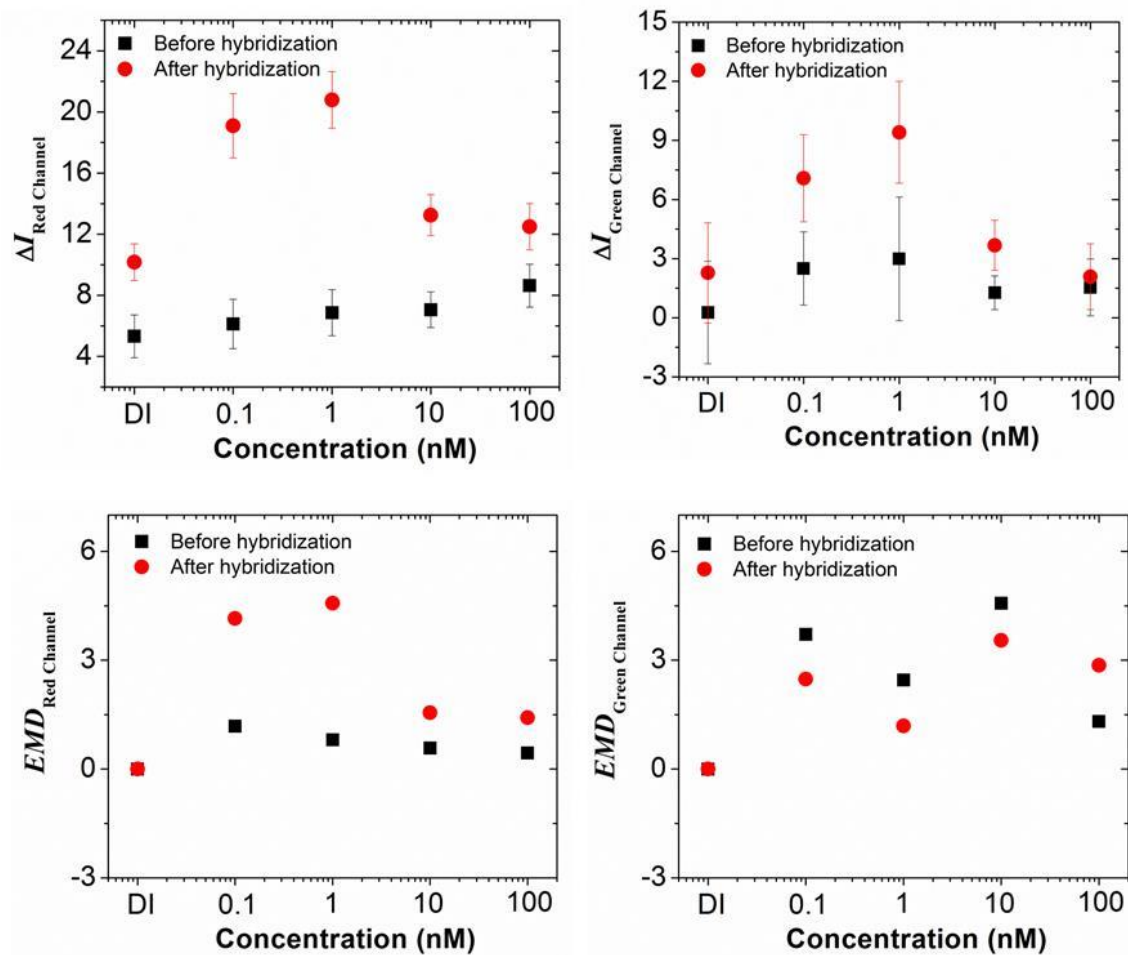 24
20
16
12
8
4
ΔI Red Channel
Before hybridization
After hybridization
DI 0.1 1 10 100
Concentration (nM)
15
12
9
6
3
0
-3
ΔI Green Channel
Before hybridization
After hybridization
DI 0.1 1 10 100
Concentration (nM)
6
3
0
-3
EMD Red Channel
Before hybridization
After hybridization
DI 0.1 1 10 100
Concentration (nM)
6
3
0
-3
EMD Green Channel
Before hybridization
After hybridization
DI 0.1 1 10 100
Concentration (nM)